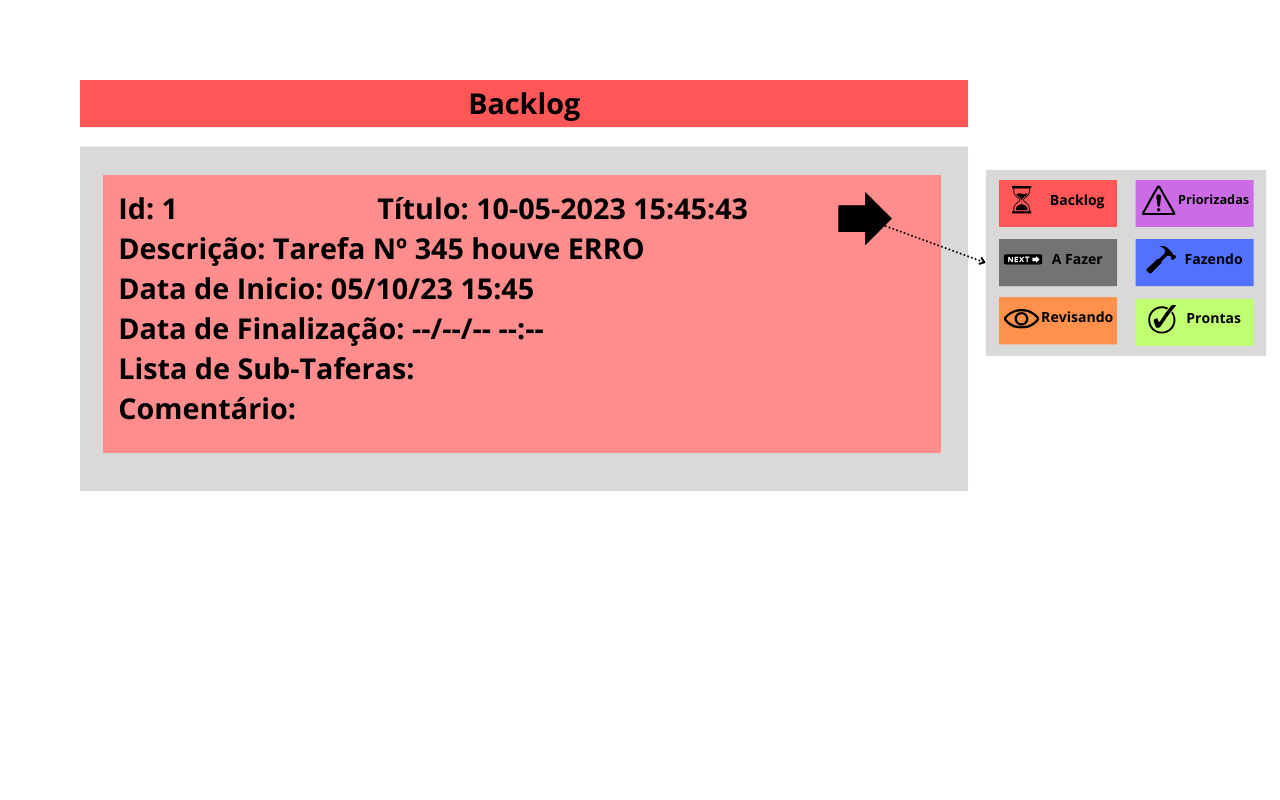 Backlog
Id: 1 Título: 10-05-2023 15:45:43
Descrição: Tarefa Nº 345 houve ERRO
Data de Inicio: 05/10/23 15:45
Data de Finalização: --/--/-- --:--
Lista de Sub-Taferas:
Comentário:
Backlog
Priorizadas
NEXT
A Fazer
Fazendo
Revisando
Prontas